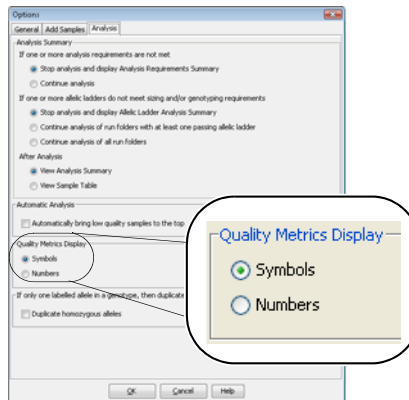 Options
General Add Samples Analysis
Analysis Summary
If one or more analysis requirements are not met
Stop analysis and display Analysis Requirements Summary
Continue analysis
If one or more allelic ladders do not meet sizing and/or genotyping requirements
Stop analysis and display Allelic Ladder Analysis Summary
Continue analysis of run folders with at least one passing allelic ladder
Continue analysis of all run folders
After Analysis
View Analysis Summary
View Sample Table
Automatic Analysis
Automatically bring low quality samples to the top
Quality Metrics Display
Symbols
Numbers
If only one labelled allele in a genotype, then duplicate
Duplicate homozygous alleles
OK Cancel Help
Quality Metrics Display
Symbols
Numbers